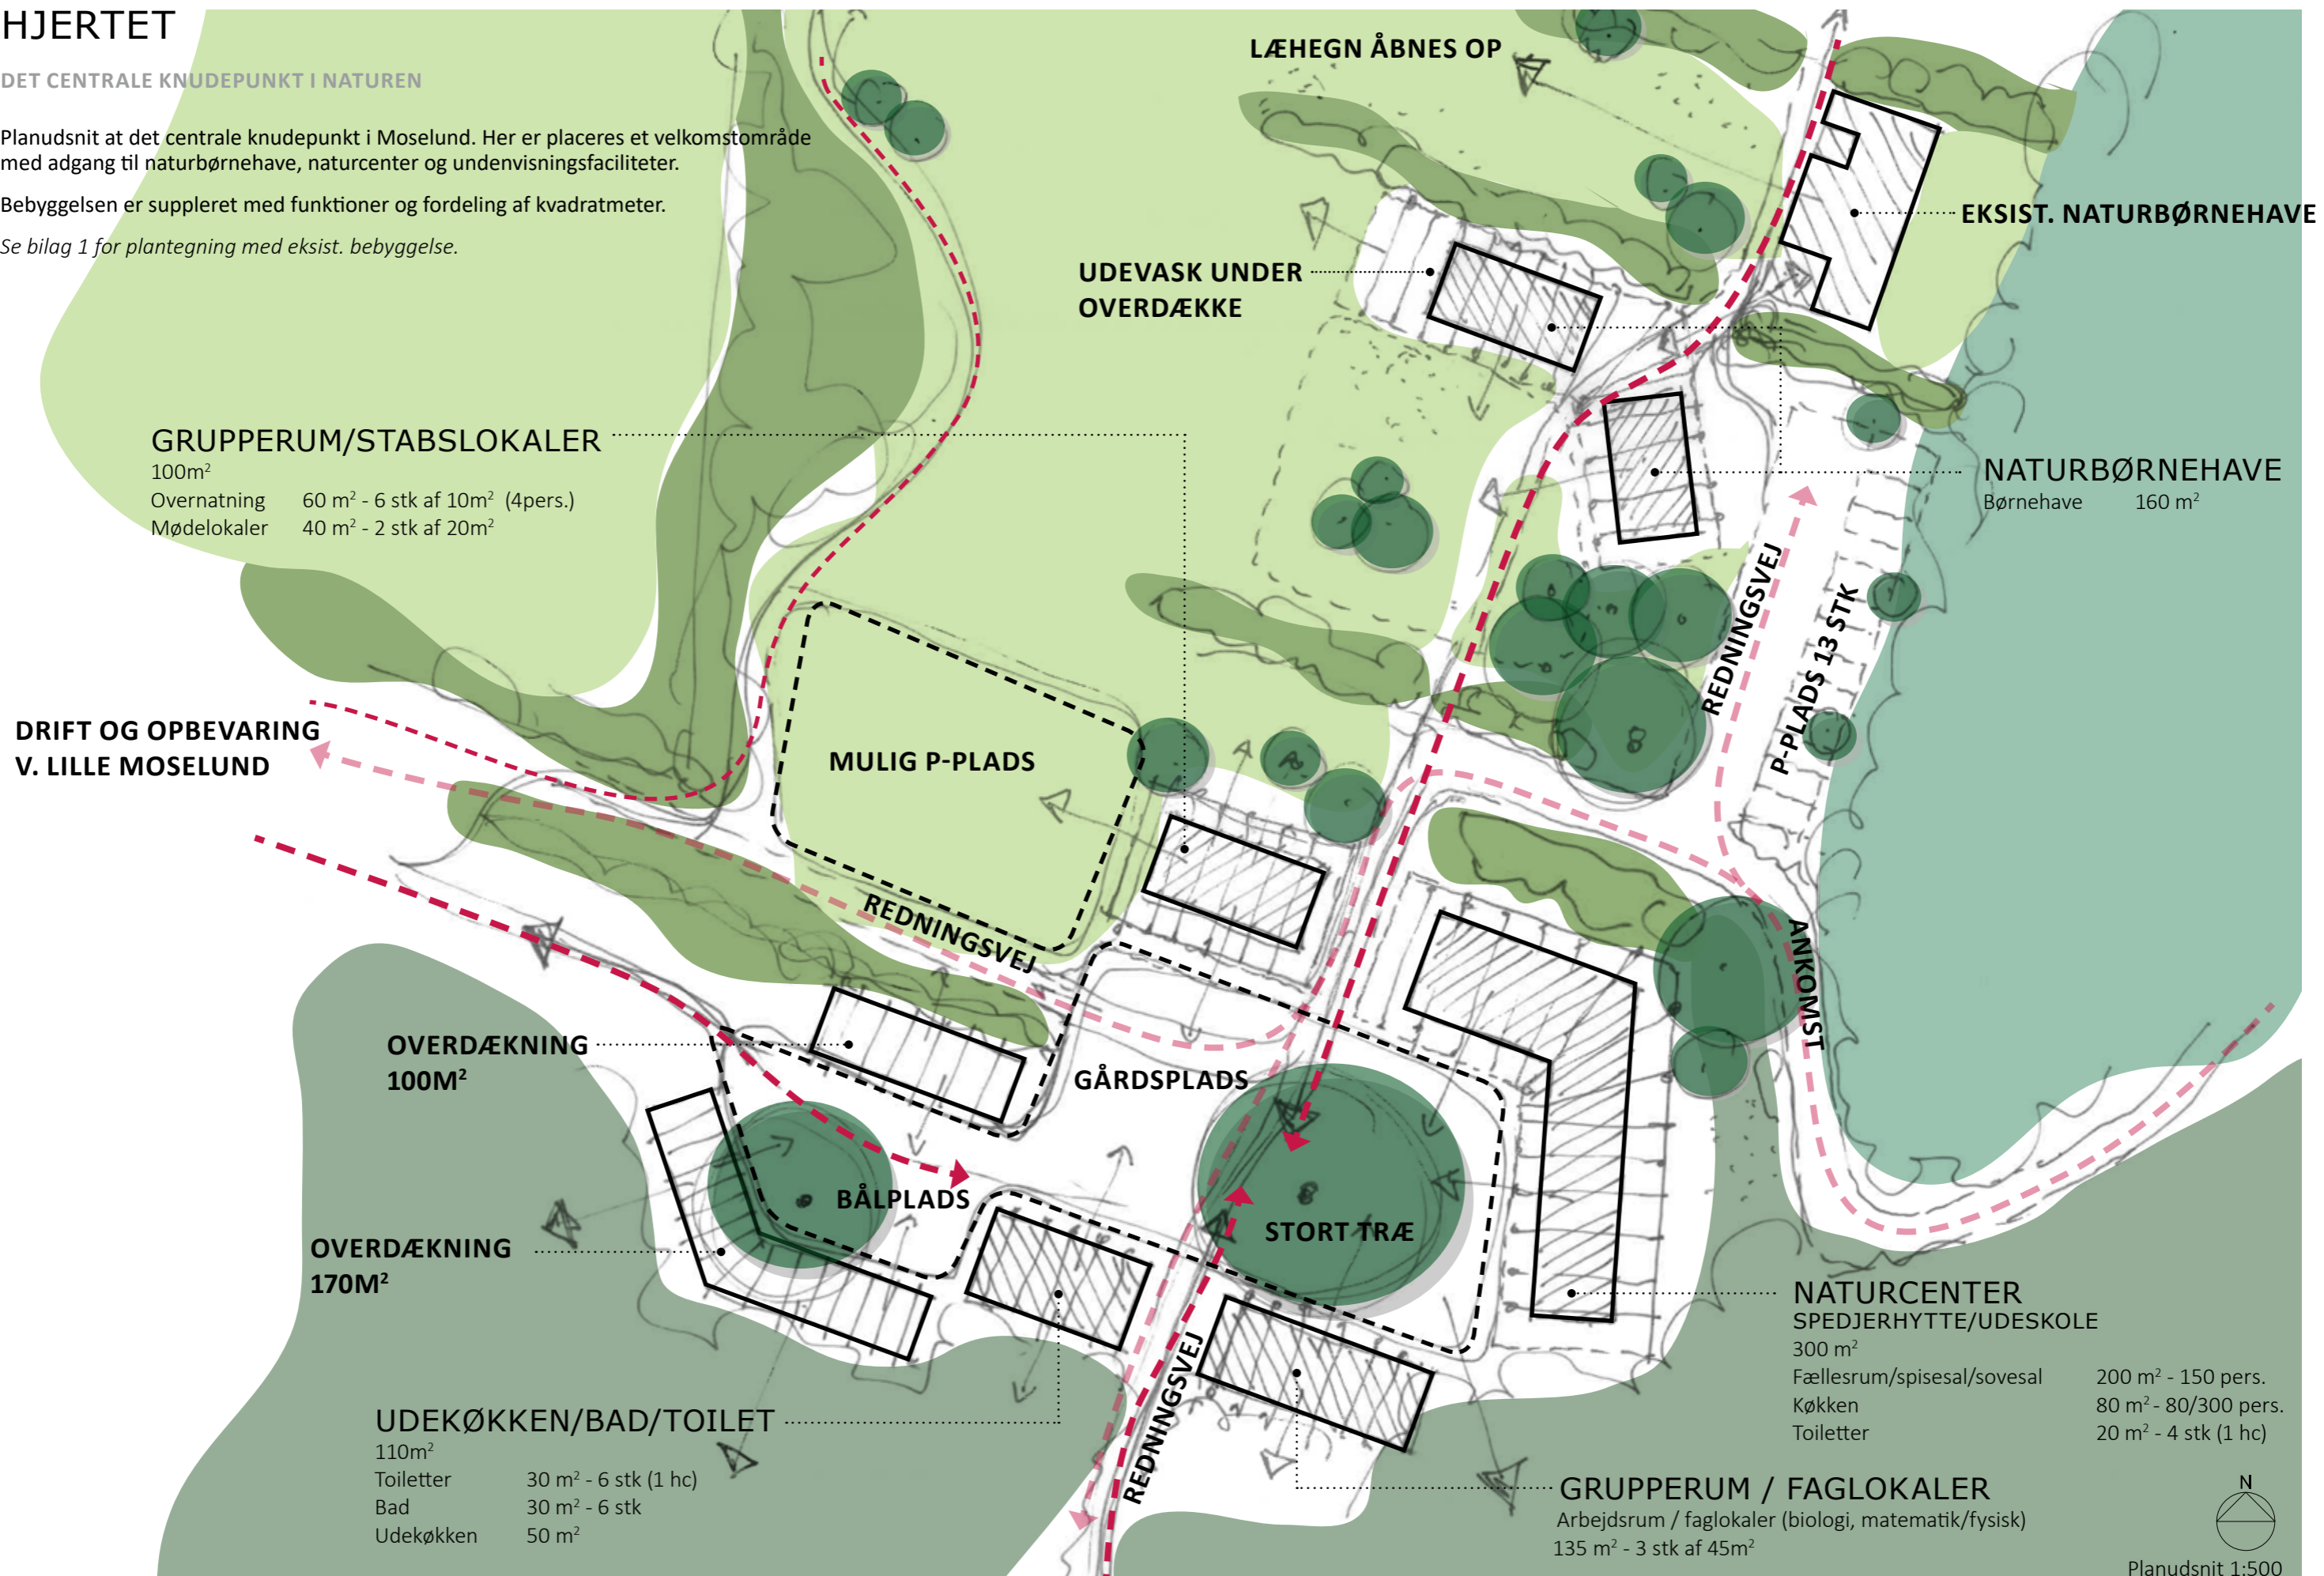 HJERTET
DET CENTRALE KNUDEPUNKT I NATUREN
Planudsnit at det centrale knudepunkt i Moselund. Her er placeres et velkomstområde
med adgang til naturbørnehave, naturcenter og undenvisningsfaciliteter.
Bebyggelsen er suppleret med funktioner og fordeling af kvadratmeter.
Se bilag 1 for plantegning med eksist. bebyggelse.
LÆHEGN ÅBNES OP
EKSIST. NATURBØRNEHAVE
UDEVASK UNDER
OVERDÆKKE
GRUPPERUM/STABSLOKALER
100m²
Overnatning 60 m² - 6 stk af 10m² (4pers.)
Mødelokaler 40 m² - 2 stk af 20m²
NATURBØRNEHAVE
Børnehave 160 m²
REDNINGSVEJ
P-PLADS 13 STK
DRIFT OG OPBEVARING
V. LILLE MOSELUND
MULIG P-PLADS
REDNINGSVEJ
ANKOMST
OVERDÆKNING
100M²
GÅRDSPLADS
BÅLPLADS
STORT TRÆ
OVERDÆKNING
170M²
REDNINGSVEJ
UDEKØKKEN/BAD/TOILET
110m²
Toiletter 30 m² - 6 stk (1 hc)
Bad 30 m² - 6 stk
Udekøkken 50 m²
NATURCENTER
SPEDJERHYTTE/UDESKOLE
300 m²
Fællesrum/spisesal/sovesal 200 m² - 150 pers.
Køkken 80 m² - 80/300 pers.
Toiletter 20 m² - 4 stk (1 hc)
GRUPPERUM / FAGLOKALER
Arbejdsrum / faglokaler (biologi, matematik/fysisk)
135 m² - 3 stk af 45m²
N
Planudsnit 1:500